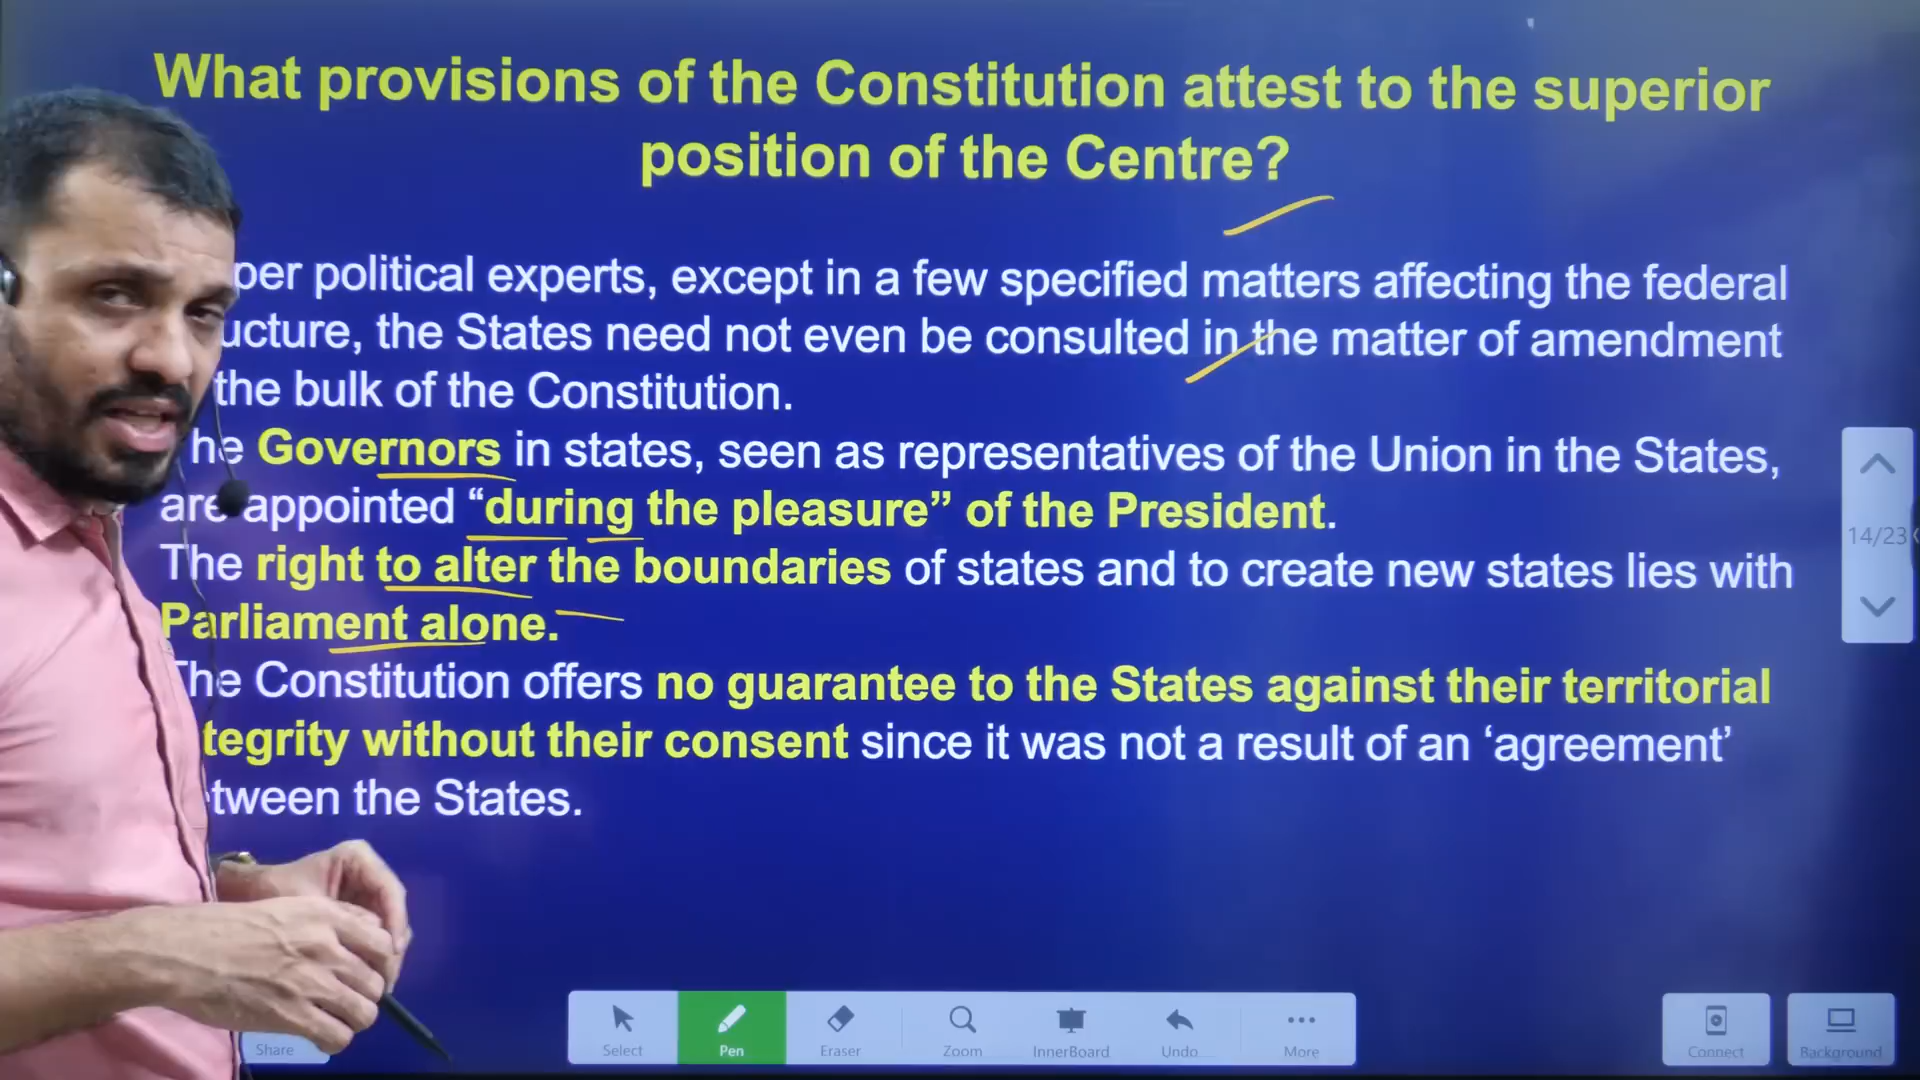 What provisions of the Constitution attest to the superior
position of the Centre?
per political experts, except in a few specified matters affecting the federal
ucture, the States need not even be consulted in the matter of amendment
the bulk of the Constitution.
he Governors in states, seen as representatives of the Union in the States,
are appointed “during the pleasure” of the President.
The right to alter the boundaries of states and to create new states lies with
Parliament alone.
The Constitution offers no guarantee to the States against their territorial
tegrity without their consent since it was not a result of an ‘agreement’
tween the States.
14/23
Share
Select
Pen
Eraser
Zoom
InnerBoard
Undo
More
Connect
Background